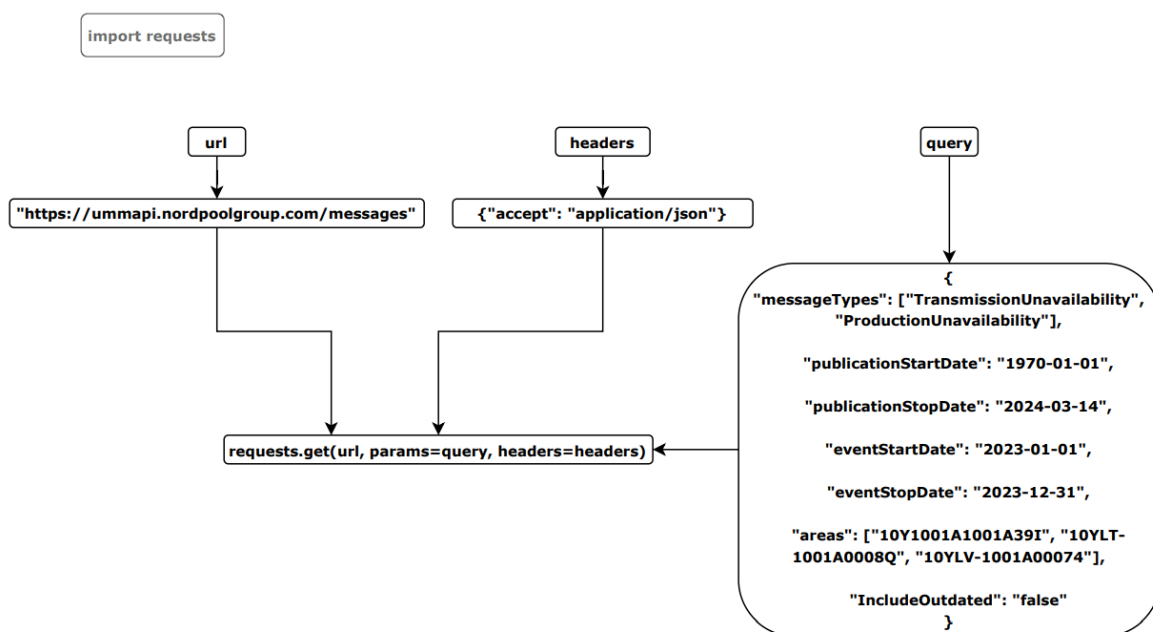 import requests
url
headers
query
"https://ummapi.nordpoolgroup.com/messages"
{"accept": "application/json"}
{
"messageTypes": ["TransmissionUnavailability",
"ProductionUnavailability"],
"publicationStartDate": "1970-01-01",
"publicationStopDate": "2024-03-14",
"eventStartDate": "2023-01-01",
"eventStopDate": "2023-12-31",
"areas": ["10Y1001A1001A39I", "10YLT-
1001A0008Q", "10YLV-1001A00074"],
"IncludeOutdated": "false"
}
requests.get(url, params=query, headers=headers)